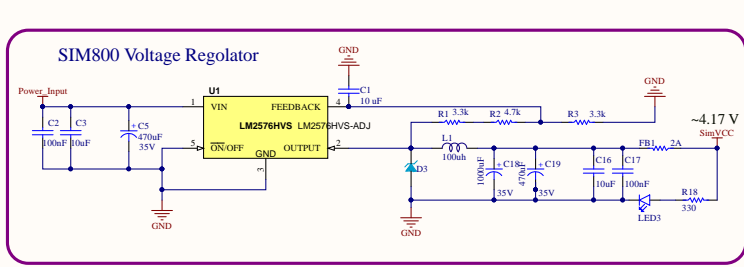 SIM800 Voltage Regolator
GND
Power_Input
U1
C1
10 uF
GND
1 VIN FEEDBACK 4
R1 3.3k R2 4.7k R3 3.3k
C2
100nF
C3
10uF
C5
470uF
35V
LM2576HVS LM2576HVS-ADJ
~4.17 V
SimVCC
5 ON/OFF OUTPUT 2
GND
3
L1
100uh
FB1 2A
D3
1000uF
C18
35V
470uF
C19
35V
C16
10uF
C17
100nF
R18
330
LED3
GND
GND